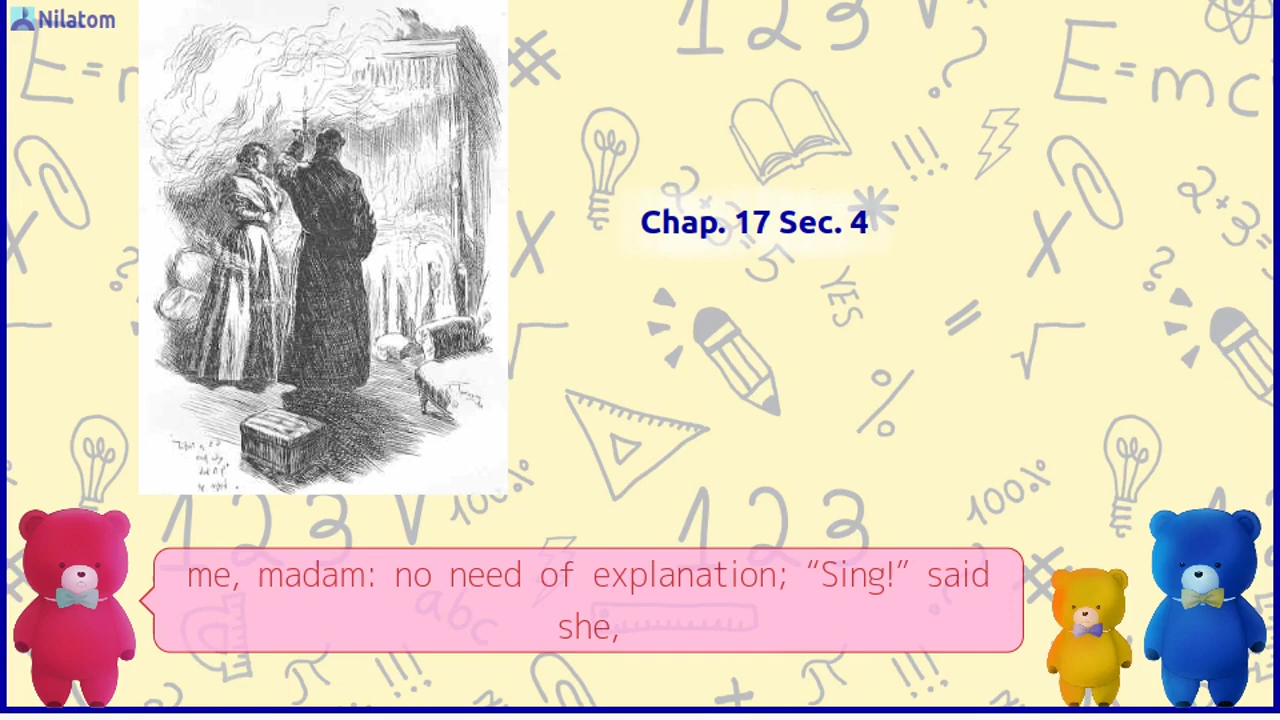 Nilatom
Chap. 17 Sec. 4
me, madam: no need of explanation; “Sing!” said
she,